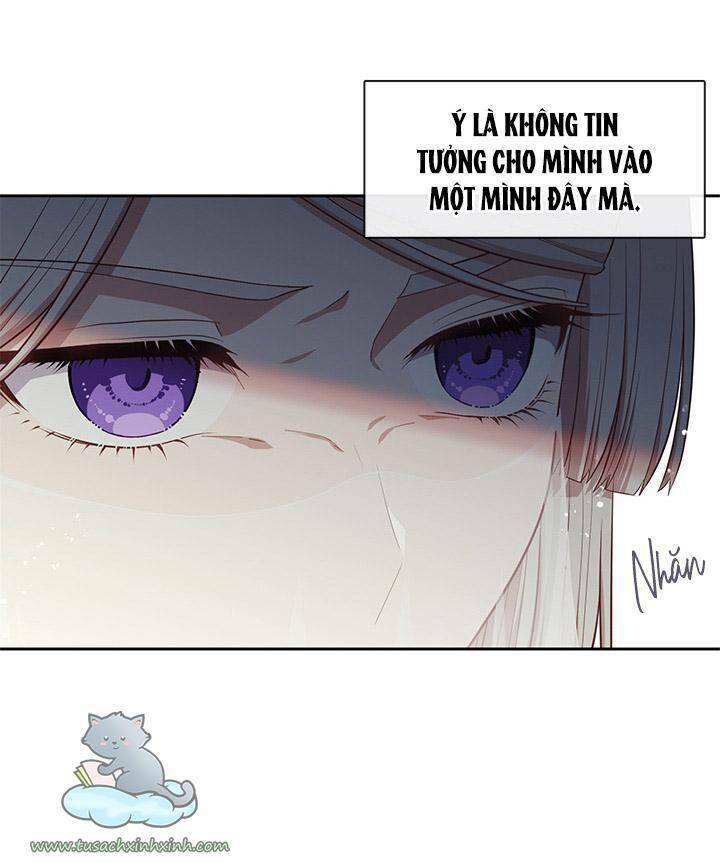 Ý LÀ KHÔNG TIN
TƯỞNG CHO MÌNH VÀO
MỘT MÌNH ĐÂY MÀ.
Nhăn
www.tusachxinhxinh.com